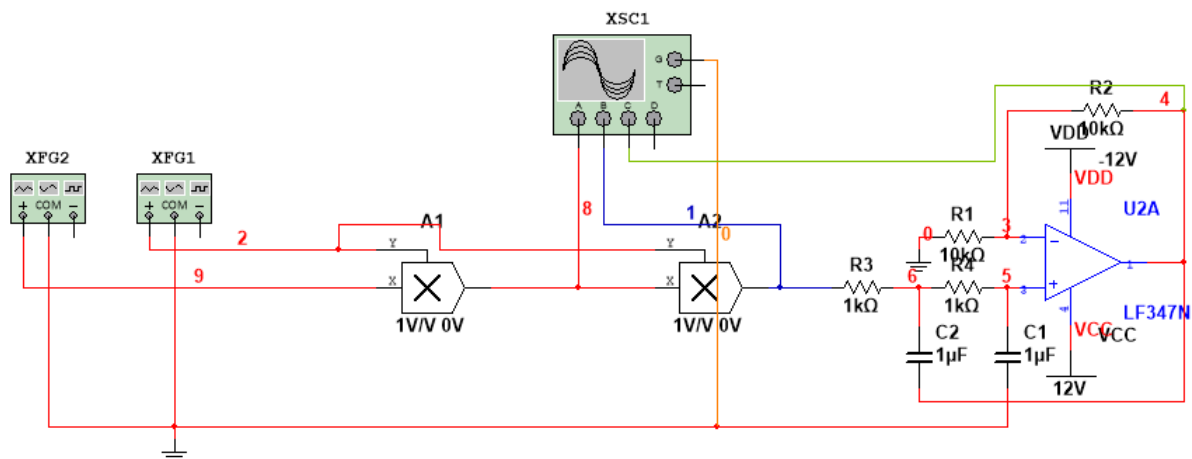 XSC1
G
T
A B C D
XFG2
+ COM −
XFG1
+ COM −
2
9
A1
Y
X
1V/V 0V
8
1
A2
0
Y
X
1V/V 0V
R3
1kΩ
6
R4
1kΩ
5
0
R1
10kΩ
3
R2
10kΩ
4
VDD
-12V
VDD
11
U2A
2
−
3
+
1
4
LF347N
VCC
VCC
12V
C2
1µF
C1
1µF